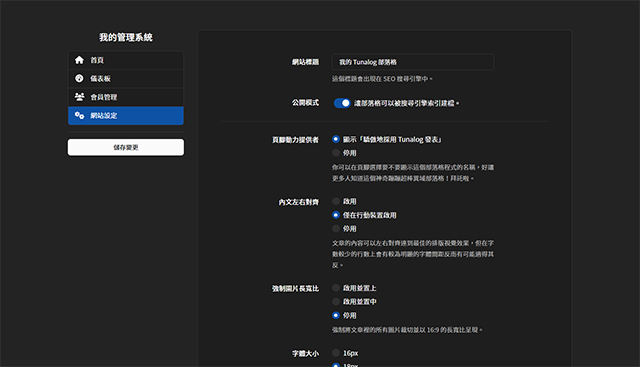 我的管理系統
首頁
儀表板
會員管理
網站設定
儲存變更
網站標題
我的 Tunalog 部落格
這個標題會出現在 SEO 搜尋引擎中。
公開模式
讓部落格可以被搜尋引擎索引建檔。
頁腳動力提供者
顯示「驕傲地採用 Tunalog 發表」
停用
你可以在頁腳選擇要不要顯示這個部落格程式的名稱，好讓
更多人知道這個神奇蹦蹦超棒異域部落格！拜託啦。
內文左右對齊
啟用
僅在行動裝置啟用
停用
文章的內容可以左右對齊達到最佳的排版視覺效果，但在字
數較少的行數上會有較為明顯的字體間距反而有可能適得其
反。
強制圖片長寬比
啟用並置上
啟用並置中
停用
強制將文章裡的所有圖片裁切並以 16:9 的長寬比呈現。
字體大小
16px
18px